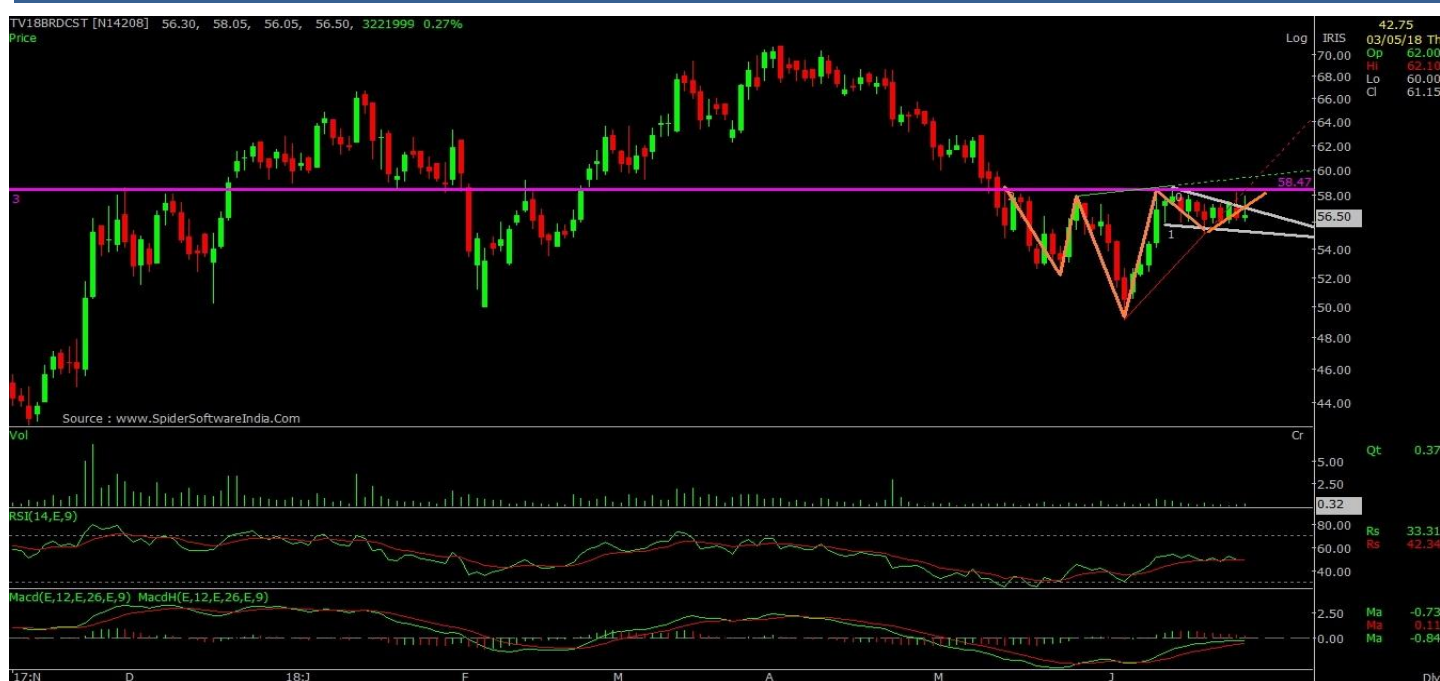 TV18BRDCST [N14208] 56.30, 58.05, 56.05, 56.50, 3221999 0.27%
Price
Log IRIS
42.75
03/05/18 Th
Op 62.00
Hi 62.10
Lo 60.00
Cl 61.15
70.00
68.00
66.00
64.00
62.00
60.00
58.47
58.00
3
0
56.50
1
54.00
52.00
50.00
48.00
46.00
44.00
Source : www.SpiderSoftwareIndia.Com
Vol
Cr
5.00
2.50
0.32
Qt 0.37
RSI(14,E,9)
80.00
60.00
40.00
Rs 33.31
Rs 42.34
Macd(E,12,E,26,E,9) MacdH(E,12,E,26,E,9)
2.50
0.00
Ma -0.73
Ma 0.11
Ma -0.84
'17:N D 18:J F M A M J Dly